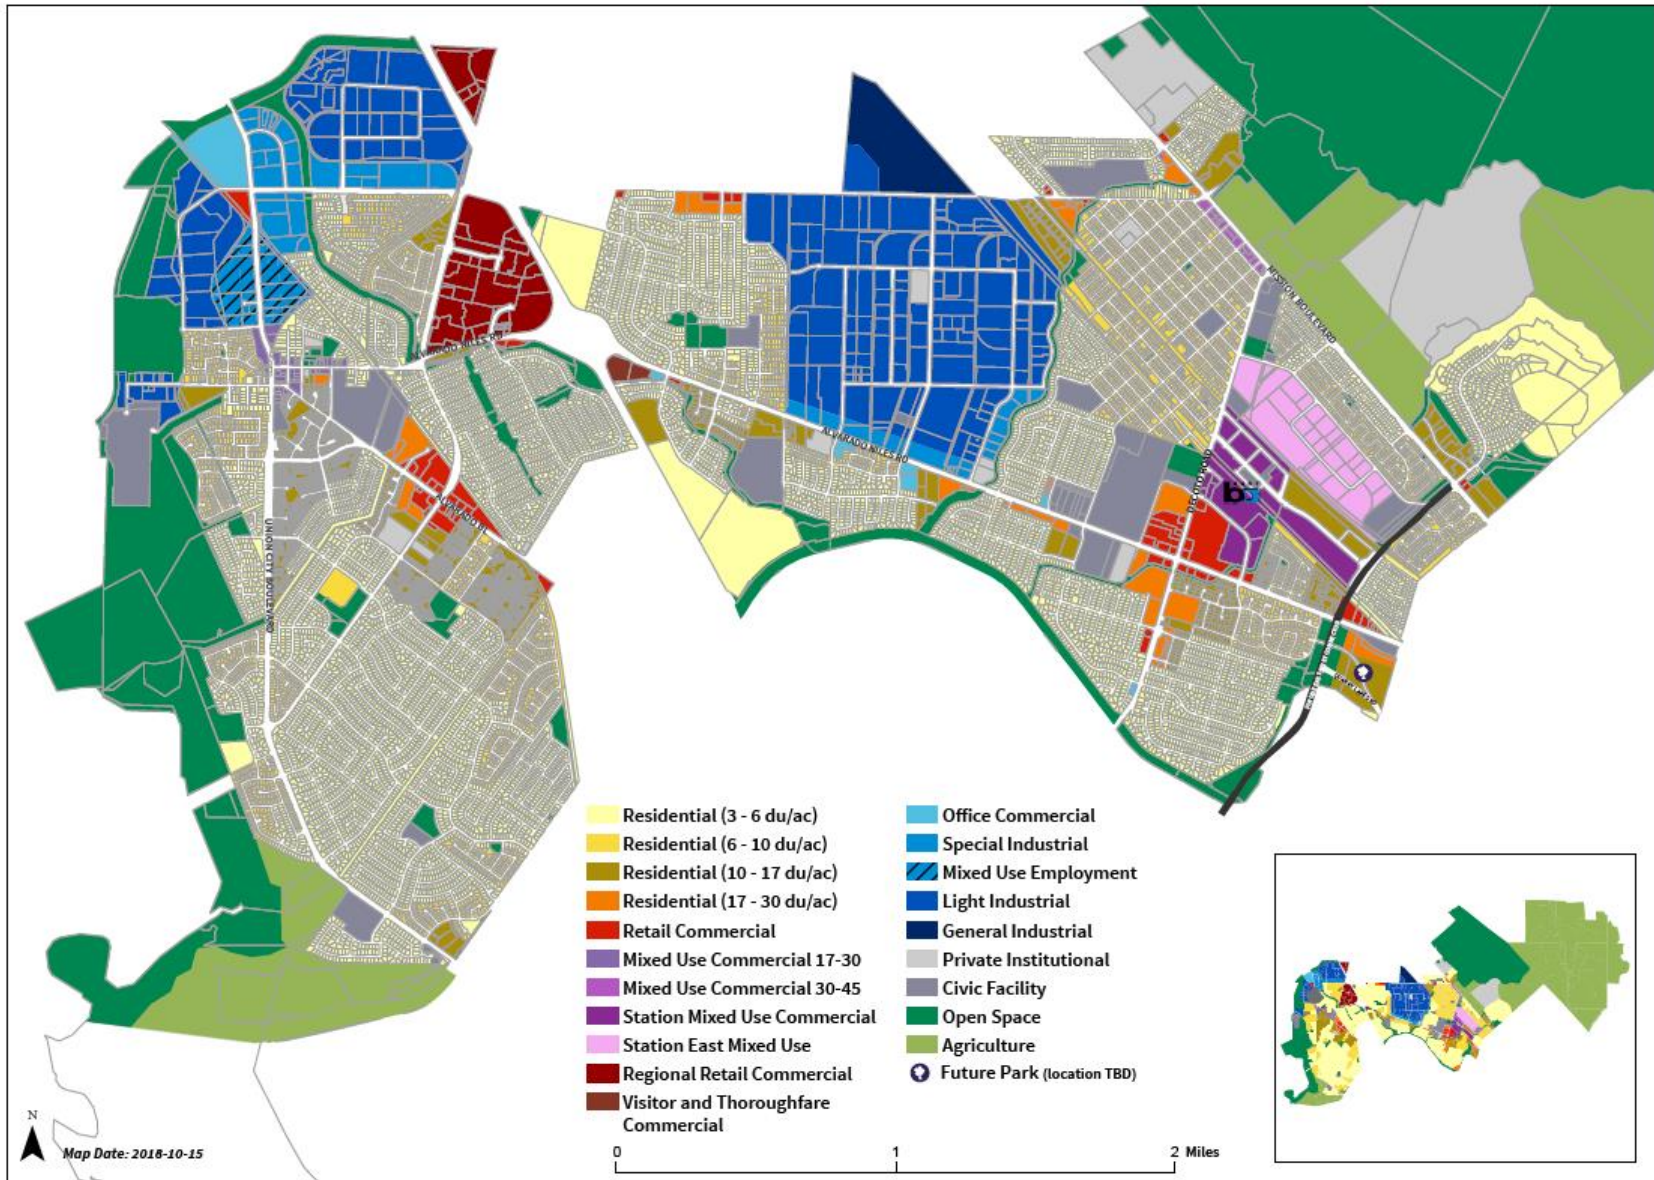 MISSION BOULEVARD
ALVARADO NILES RD
ALVARADO NILES RD
DECOTO ROAD
UNION CITY BOULEVARD
Residential (3 - 6 du/ac)
Residential (6 - 10 du/ac)
Residential (10 - 17 du/ac)
Residential (17 - 30 du/ac)
Retail Commercial
Mixed Use Commercial 17-30
Mixed Use Commercial 30-45
Station Mixed Use Commercial
Station East Mixed Use
Regional Retail Commercial
Visitor and Thoroughfare
Commercial
Office Commercial
Special Industrial
Mixed Use Employment
Light Industrial
General Industrial
Private Institutional
Civic Facility
Open Space
Agriculture
Future Park (location TBD)
N
Map Date: 2018-10-15
0 1 2 Miles